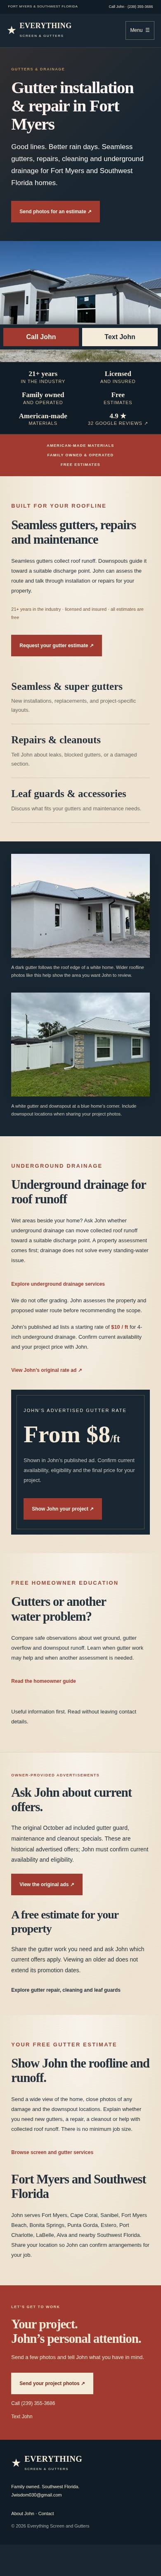 FORT MYERS & SOUTHWEST FLORIDA
Call John · (239) 355-3686
EVERYTHING
SCREEN & GUTTERS
Menu ☰
GUTTERS & DRAINAGE
Gutter installation
& repair in Fort
Myers
Good lines. Better rain days. Seamless
gutters, repairs, cleaning and underground
drainage for Fort Myers and Southwest
Florida homes.
Send photos for an estimate ↗
Call John
Text John
21+ years
IN THE INDUSTRY
Licensed
AND INSURED
Family owned
AND OPERATED
Free
ESTIMATES
American-made
MATERIALS
4.9 ★
32 GOOGLE REVIEWS ↗
AMERICAN-MADE MATERIALS
FAMILY OWNED & OPERATED
FREE ESTIMATES
BUILT FOR YOUR ROOFLINE
Seamless gutters, repairs
and maintenance
Seamless gutters collect roof runoff. Downspouts guide it
toward a suitable discharge point. John can assess the
route and talk through installation or repairs for your
property.
21+ years in the industry · licensed and insured · all estimates are
free
Request your gutter estimate ↗
Seamless & super gutters
New installations, replacements, and project-specific
layouts.
Repairs & cleanouts
Tell John about leaks, blocked gutters, or a damaged
section.
Leaf guards & accessories
Discuss what fits your gutters and maintenance needs.
A dark gutter follows the roof edge of a white home. Wider roofline
photos like this help show the area you want John to review.
A white gutter and downspout at a blue home's corner. Include
downspout locations when sharing your project photos.
UNDERGROUND DRAINAGE
Underground drainage for
roof runoff
Wet areas beside your home? Ask John whether
underground drainage can move collected roof runoff
toward a suitable discharge point. A property assessment
comes first; drainage does not solve every standing-water
issue.
Explore underground drainage services
We do not offer grading. John assesses the property and
proposed water route before recommending the scope.
John's published ad lists a starting rate of $10 / ft for 4-
inch underground drainage. Confirm current availability
and your project price with John.
View John's original rate ad ↗
JOHN'S ADVERTISED GUTTER RATE
From $8/ft
Shown in John's published ad. Confirm current
availability, eligibility and the final price for your
project.
Show John your project ↗
FREE HOMEOWNER EDUCATION
Gutters or another
water problem?
Compare safe observations about wet ground, gutter
overflow and downspout runoff. Learn when gutter work
may help and when another assessment is needed.
Read the homeowner guide
Useful information first. Read without leaving contact
details.
OWNER-PROVIDED ADVERTISEMENTS
Ask John about current
offers.
The original October ad included gutter guard,
maintenance and cleanout specials. These are
historical advertised offers; John must confirm current
availability and eligibility.
View the original ads ↗
A free estimate for your
property
Share the gutter work you need and ask John which
current offers apply. Viewing an older ad does not
extend its promotion dates.
Explore gutter repair, cleaning and leaf guards
YOUR FREE GUTTER ESTIMATE
Show John the roofline and
runoff.
Send a wide view of the home, close photos of any
damage and the downspout locations. Explain whether
you need new gutters, a repair, a cleanout or help with
collected roof runoff. There is no minimum job size.
Browse screen and gutter services
Fort Myers and Southwest
Florida
John serves Fort Myers, Cape Coral, Sanibel, Fort Myers
Beach, Bonita Springs, Punta Gorda, Estero, Port
Charlotte, LaBelle, Alva and nearby Southwest Florida.
Share your location so John can confirm arrangements for
your job.
LET'S GET TO WORK
Your project.
John's personal attention.
Send a few photos and tell John what you have in mind.
Send your project photos ↗
Call (239) 355-3686
Text John
EVERYTHING
SCREEN & GUTTERS
Family owned. Southwest Florida.
Jwisdom030@gmail.com
About John · Contact
© 2026 Everything Screen and Gutters